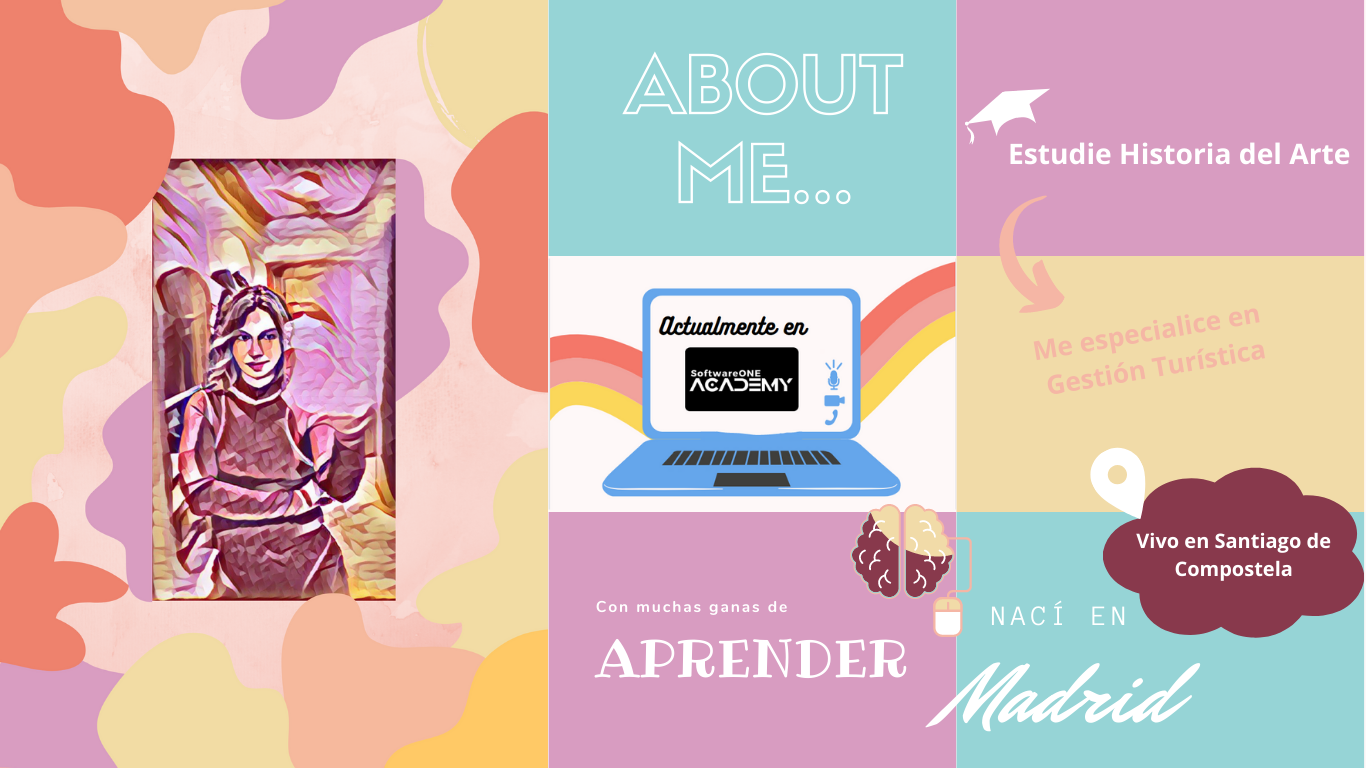 ABOUT
ME...
Actualmente en
SoftwareONE
ACADEMY
Con muchas ganas de
APRENDER
Estudie Historia del Arte
Me especialice en
Gestión Turística
Vivo en Santiago de
Compostela
NACÍ EN
Madrid